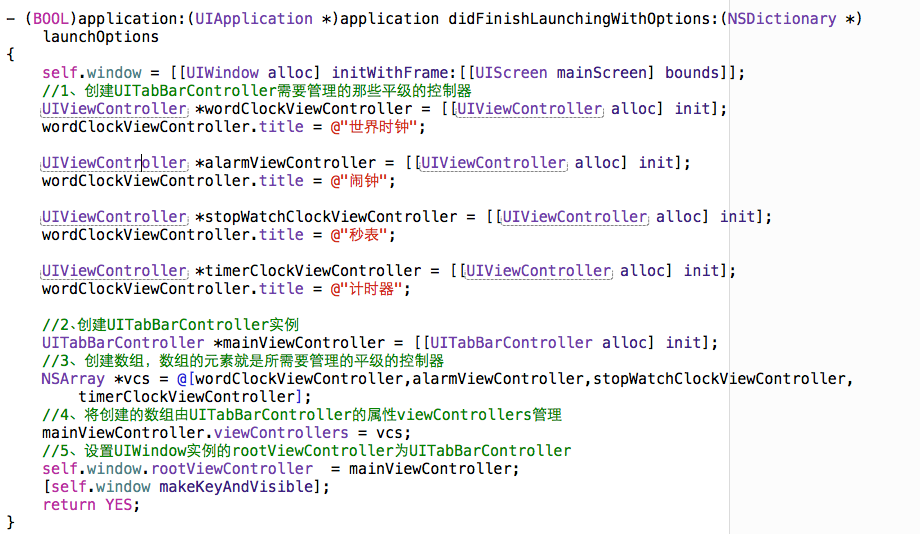 - (BOOL)application:(UIApplication *)application didFinishLaunchingWithOptions:(NSDictionary *)
launchOptions
{
self.window = [[UIWindow alloc] initWithFrame:[[UIScreen mainScreen] bounds]];
//1、创建UITabBarController需要管理的那些平级的控制器
UIViewController *wordClockViewController = [[UIViewController alloc] init];
wordClockViewController.title = @"世界时钟";
UIViewController *alarmViewController = [[UIViewController alloc] init];
wordClockViewController.title = @"闹钟";
UIViewController *stopWatchClockViewController = [[UIViewController alloc] init];
wordClockViewController.title = @"秒表";
UIViewController *timerClockViewController = [[UIViewController alloc] init];
wordClockViewController.title = @"计时器";
//2、创建UITabBarController实例
UITabBarController *mainViewController = [[UITabBarController alloc] init];
//3、创建数组，数组的元素就是所需要管理的平级的控制器
NSArray *vcs = @[wordClockViewController,alarmViewController,stopWatchClockViewController,
timerClockViewController];
//4、将创建的数组由UITabBarController的属性viewControllers管理
mainViewController.viewControllers = vcs;
//5、设置UIWindow实例的rootViewController为UITabBarController
self.window.rootViewController  = mainViewController;
[self.window makeKeyAndVisible];
return YES;
}